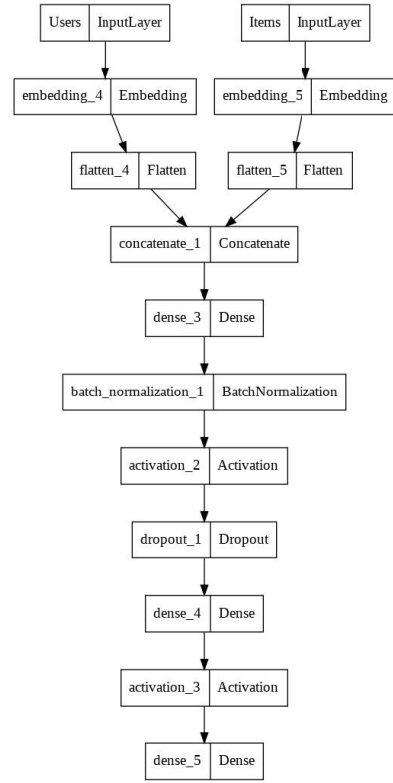 Users InputLayer Items InputLayer
embedding_4 Embedding embedding_5 Embedding
flatten_4 Flatten flatten_5 Flatten
concatenate_1 Concatenate
dense_3 Dense
batch_normalization_1 BatchNormalization
activation_2 Activation
dropout_1 Dropout
dense_4 Dense
activation_3 Activation
dense_5 Dense